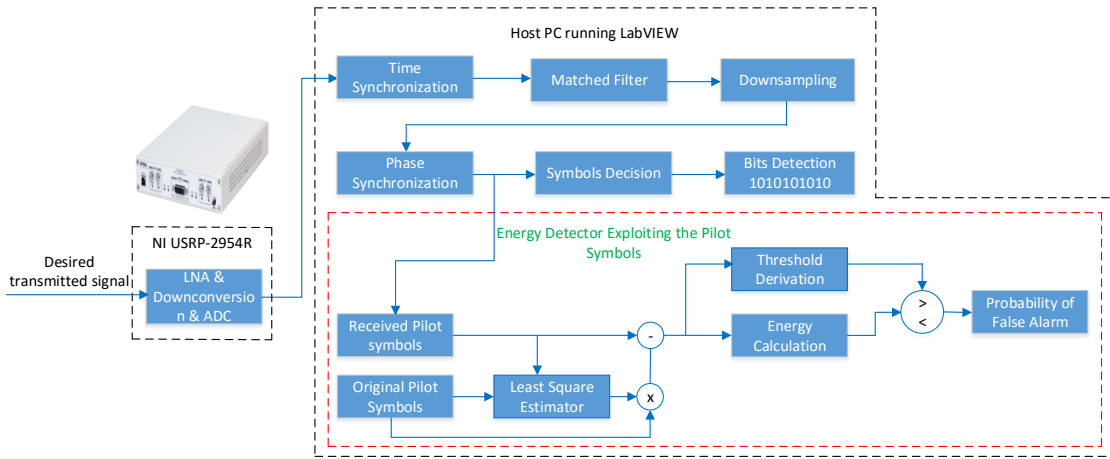 Host PC running LabVIEW
Time
Synchronization
Matched Filter
Downsampling
Phase
Synchronization
Symbols Decision
Bits Detection
1010101010
NI USRP-2954R
Desired
transmitted signal
LNA &
Downconversio
n & ADC
Energy Detector Exploiting the Pilot
Symbols
Threshold
Derivation
>
<
Probability of
False Alarm
Received Pilot
symbols
-
Energy
Calculation
Original Pilot
Symbols
Least Square
Estimator
x